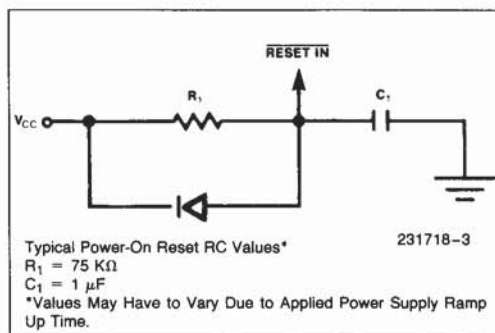 RESET IN
R₁
C₁
VCC
231718–3
Typical Power-On Reset RC Values*
R₁ = 75 KΩ
C₁ = 1 μF
*Values May Have to Vary Due to Applied Power Supply Ramp
Up Time.